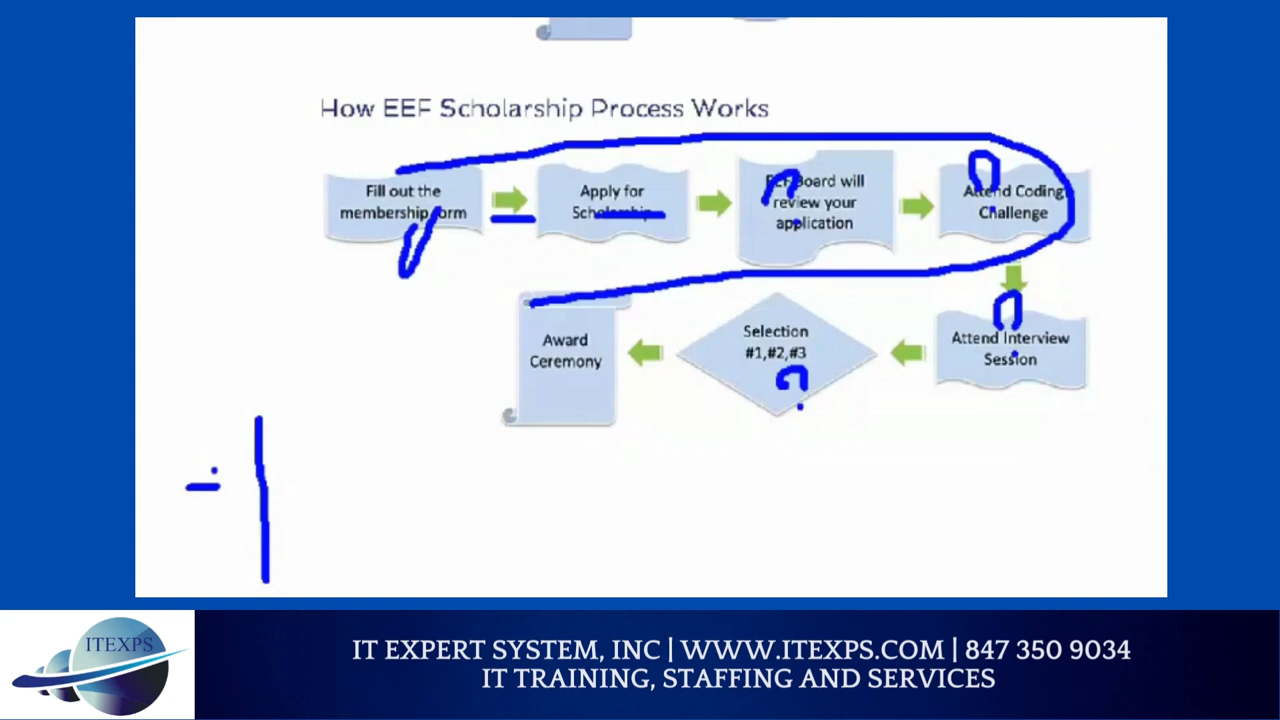 How EEF Scholarship Process Works
Fill out the
membership form
Apply for
Scholarship
EEF Board will
review your
application
Attend Coding
Challenge
Attend Interview
Session
Selection
#1,#2,#3
Award
Ceremony
ITEXPS
IT EXPERT SYSTEM, INC | WWW.ITEXPS.COM | 847 350 9034
IT TRAINING, STAFFING AND SERVICES